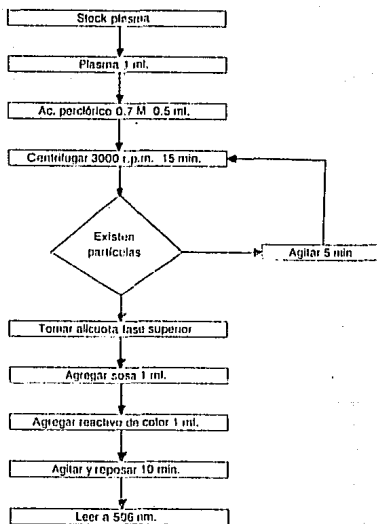 Stock plasma
Plasma 1 ml.
Ac. perclórico 0.7 M 0.5 ml.
Centrifugar 3000 r.p.m. 15 min.
Existen
partículas
Agitar 5 min
Tomar alícuota fase superior
Agregar sosa 1 ml.
Agregar reactivo de color 1 ml.
Agitar y reposar 10 min.
Leer a 506 nm.